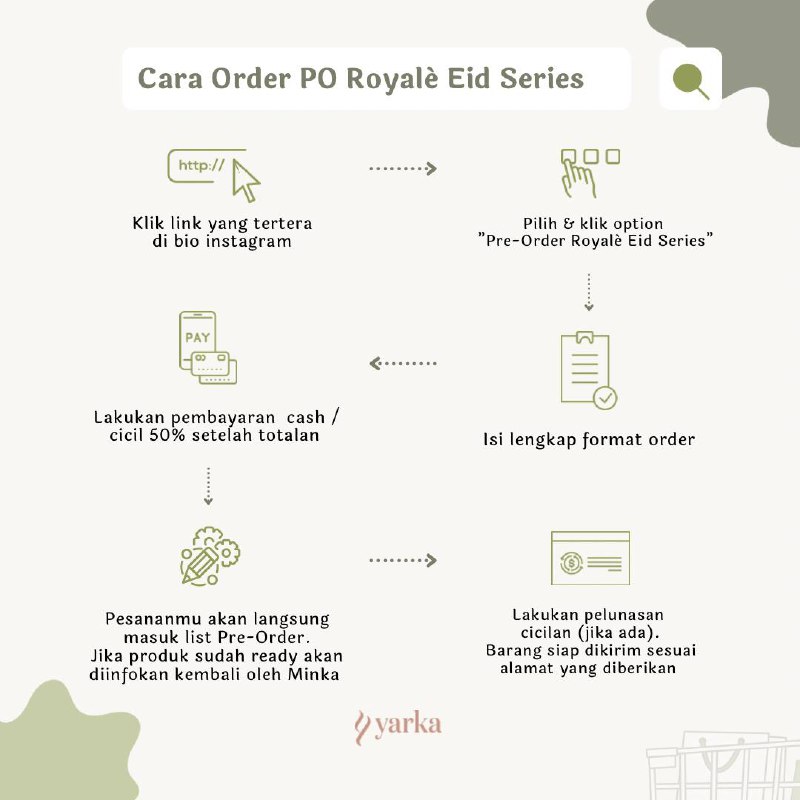 Cara Order PO Royalè Eid Series
http://
Klik link yang tertera
di bio instagram
Pilih & klik option
"Pre-Order Royalè Eid Series"
Isi lengkap format order
PAY
Lakukan pembayaran cash /
cicil 50% setelah totalan
Pesananmu akan langsung
masuk list Pre-Order.
Jika produk sudah ready akan
diinfokan kembali oleh Minka
$
Lakukan pelunasan
cicilan (jika ada).
Barang siap dikirim sesuai
alamat yang diberikan
yarka